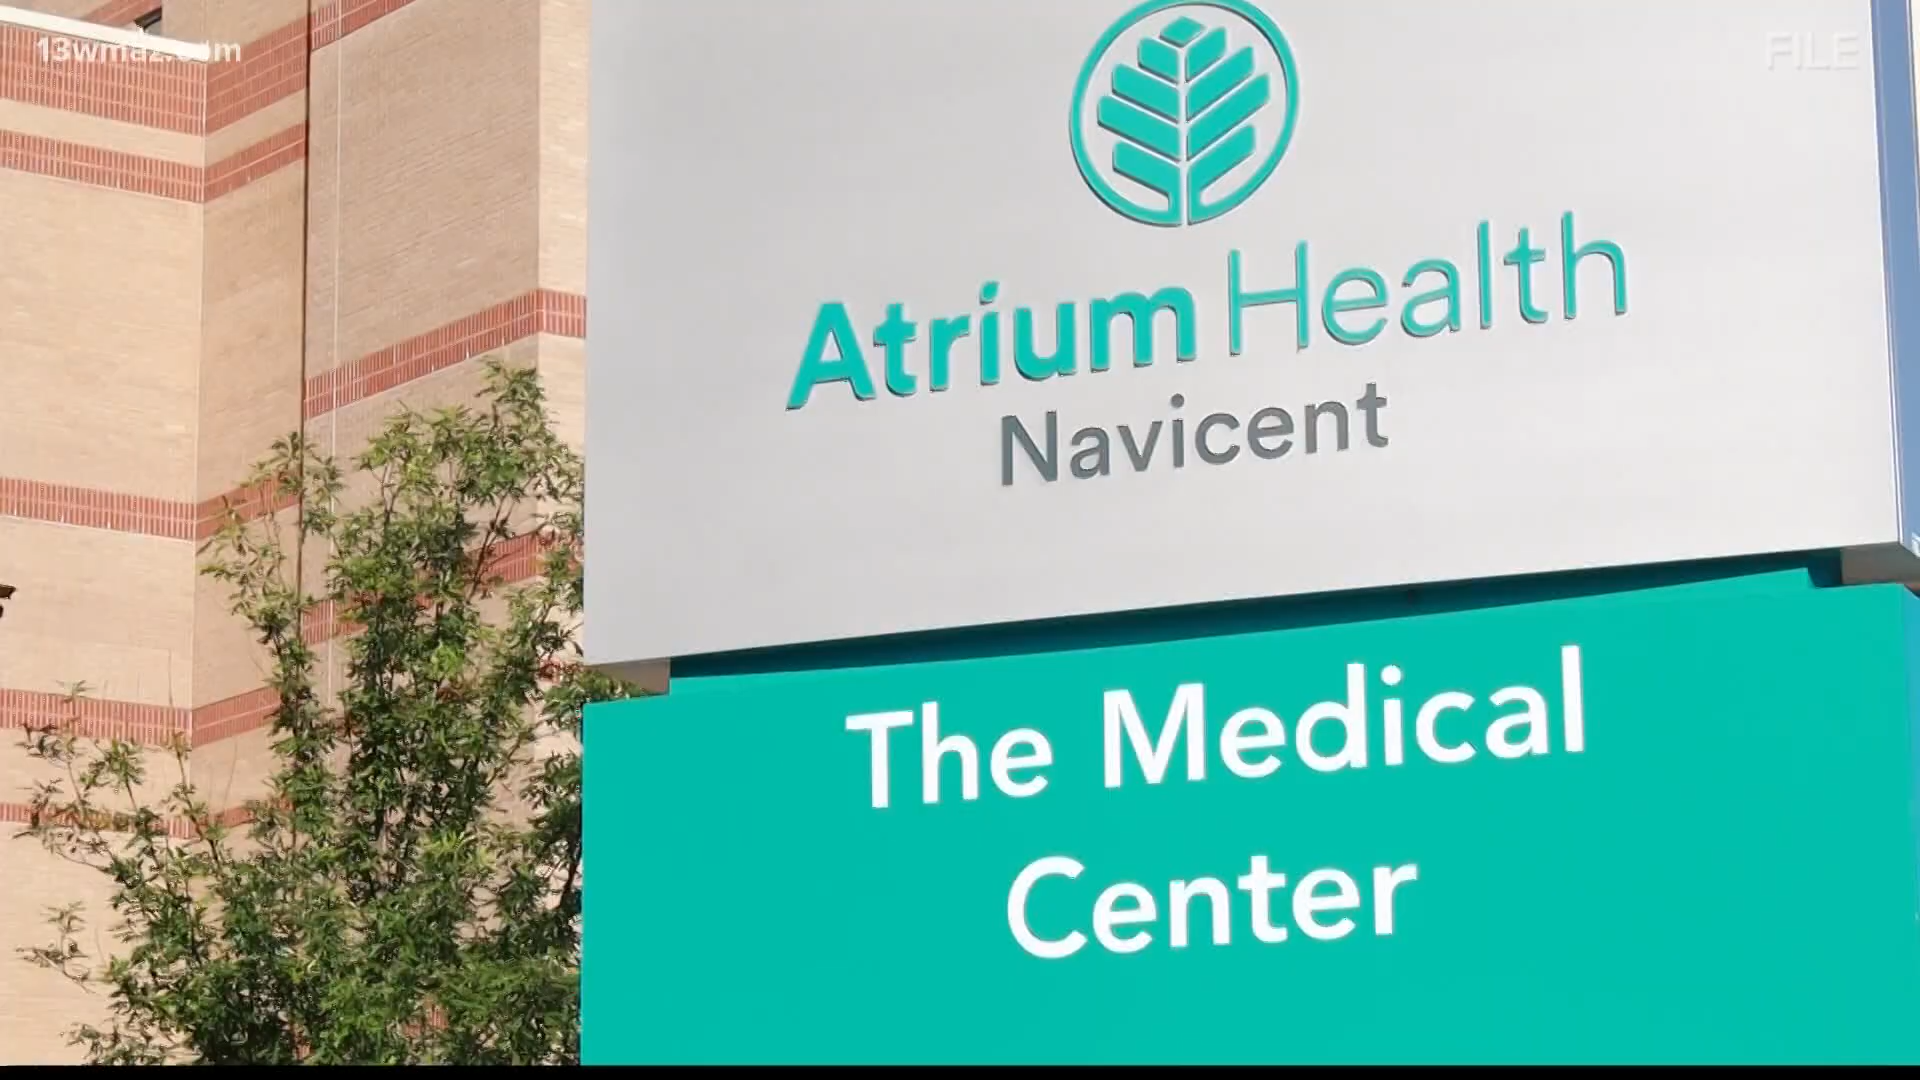 13wmaz.com
FILE
Atrium Health
Navicent
The Medical
Center